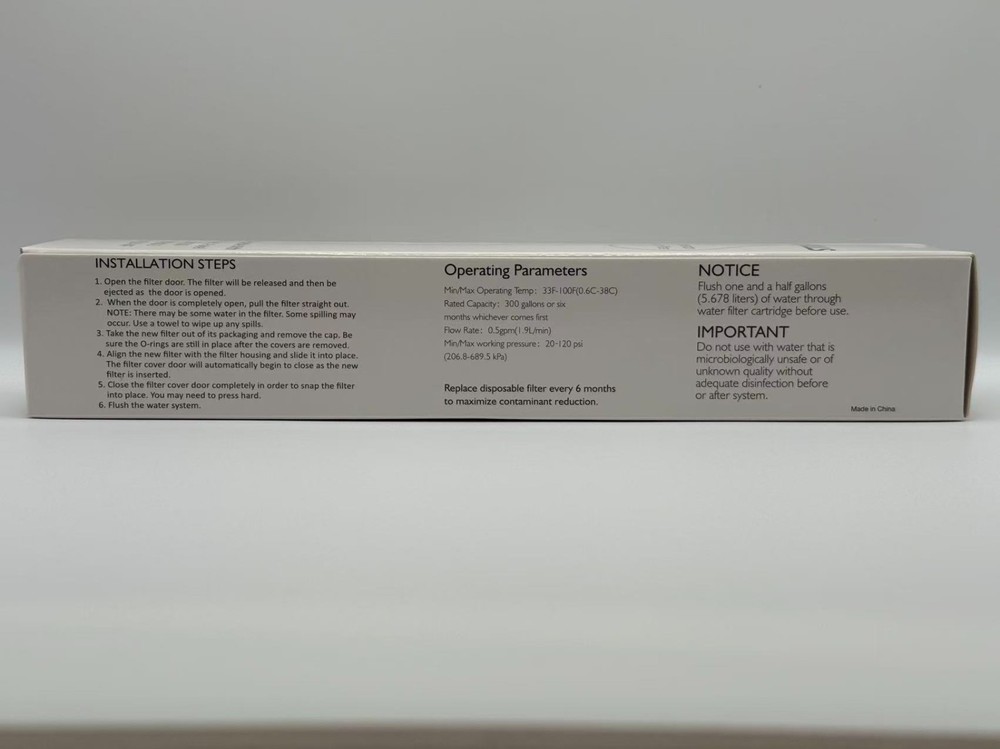 INSTALLATION STEPS
1. Open the filter door. The filter will be released and then be
ejected as the door is opened.
2. When the door is completely open, pull the filter straight out.
NOTE: There may be some water in the filter. Some spilling may
occur. Use a towel to wipe up any spills.
3. Take the new filter out of its packaging and remove the cap. Be
sure the O-rings are still in place after the covers are removed.
4. Align the new filter with the filter housing and slide it into place.
The filter cover door will automatically begin to close as the new
filter is inserted.
5. Close the filter cover door completely in order to snap the filter
into place. You may need to press hard.
6. Flush the water system.
Operating Parameters
Min/Max Operating Temp: 33F-100F(0.6C-38C)
Rated Capacity: 300 gallons or six
months whichever comes first
Flow Rate: 0.5gpm(1.9L/min)
Min/Max working pressure: 20-120 psi
(206.8-689.5 kPa)
Replace disposable filter every 6 months
to maximize contaminant reduction.
NOTICE
Flush one and a half gallons
(5.678 liters) of water through
water filter cartridge before use.
IMPORTANT
Do not use with water that is
microbiologically unsafe or of
unknown quality without
adequate disinfection before
or after system.
Made in China